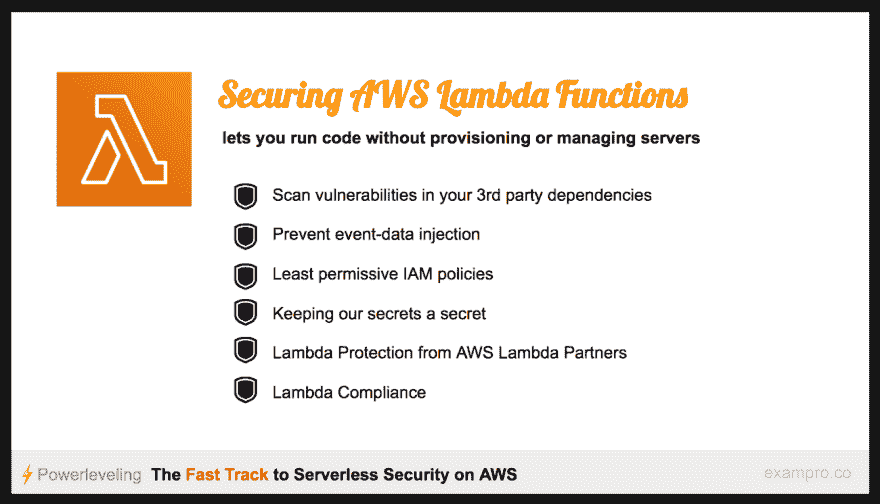 Securing AWS Lambda Functions
lets you run code without provisioning or managing servers
Scan vulnerabilities in your 3rd party dependencies
Prevent event-data injection
Least permissive IAM policies
Keeping our secrets a secret
Lambda Protection from AWS Lambda Partners
Lambda Compliance
Powerleveling The Fast Track to Serverless Security on AWS
exampro.co